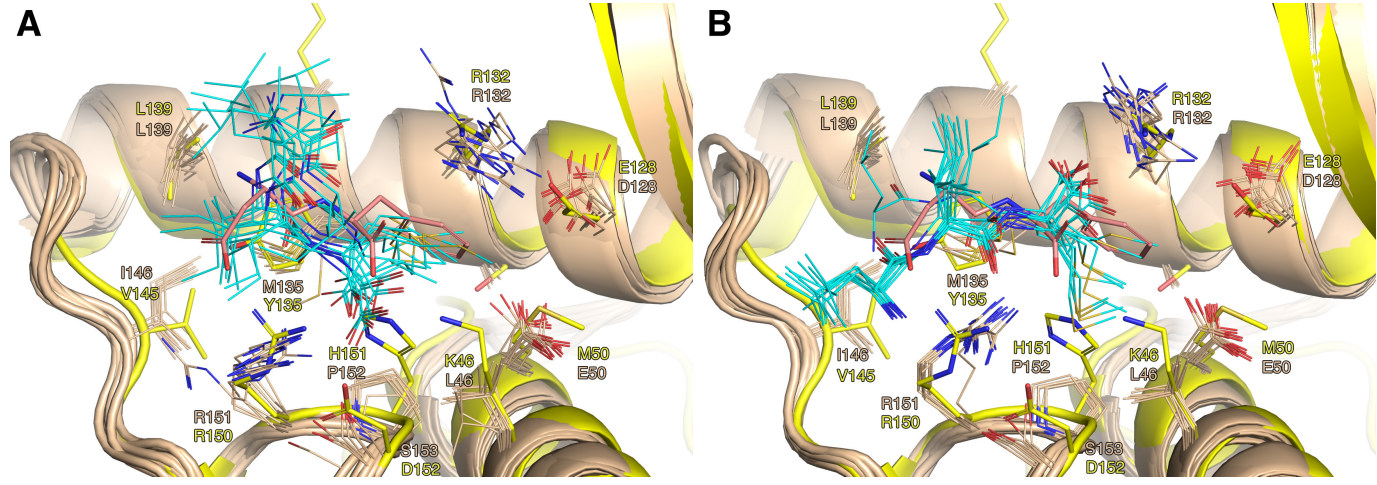 A
L139
L139
R132
R132
E128
D128
I146
V145
M135
Y135
H151
P152
K46
L46
M50
E50
R151
R150
S153
D152
B
L139
L139
R132
R132
E128
D128
I146
V145
M135
Y135
H151
P152
K46
L46
M50
E50
R151
R150
S153
D152